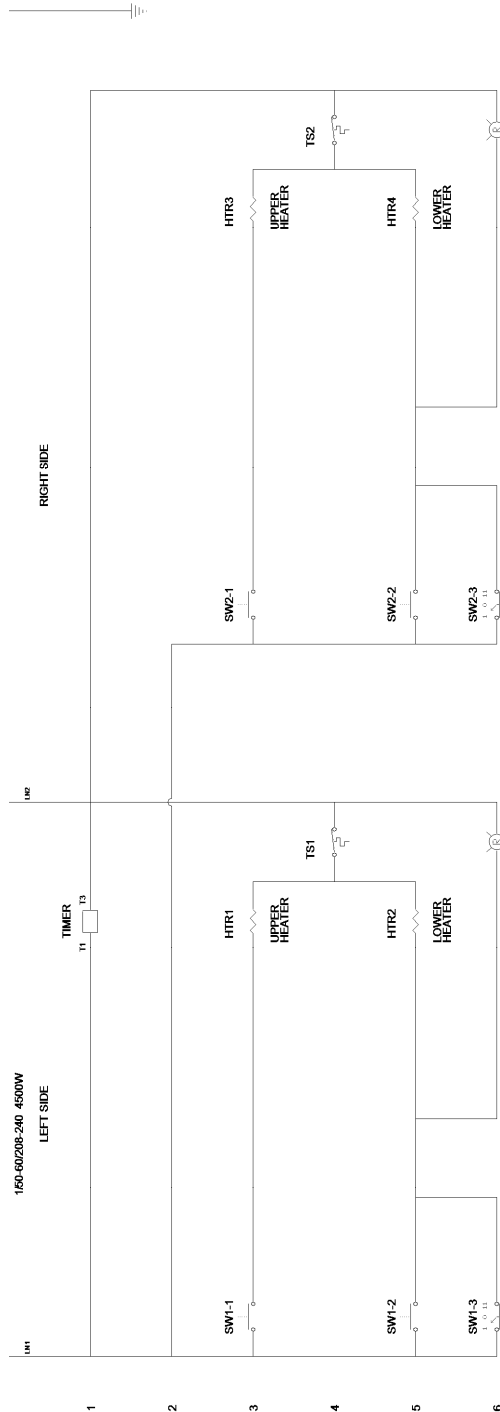 1/50-60/208-240 4500W
LEFT SIDE
RIGHT SIDE
LN1
LN2
TIMER
T1
T3
1
2
3
4
5
6
SW1-1
HTR1
UPPER
HEATER
TS1
SW2-1
HTR3
UPPER
HEATER
TS2
SW1-2
HTR2
LOWER
HEATER
SW2-2
HTR4
LOWER
HEATER
SW1-3
I O II
R
SW2-3
I O II
R